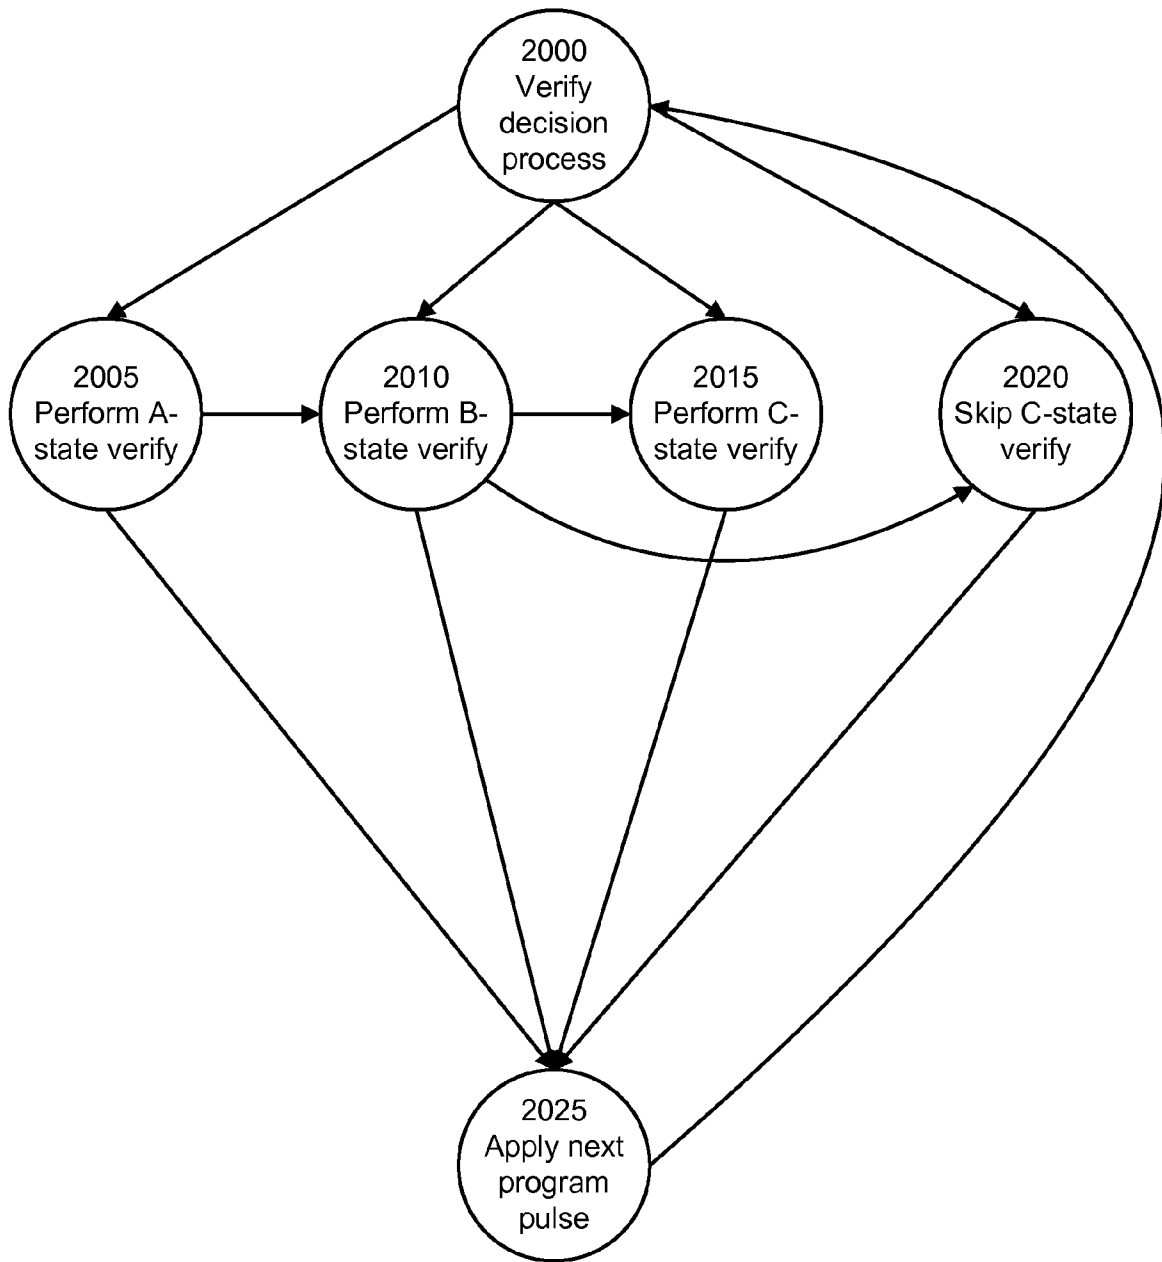 2000
Verify
decision
process
2005
Perform A-
state verify
2010
Perform B-
state verify
2015
Perform C-
state verify
2020
Skip C-state
verify
2025
Apply next
program
pulse